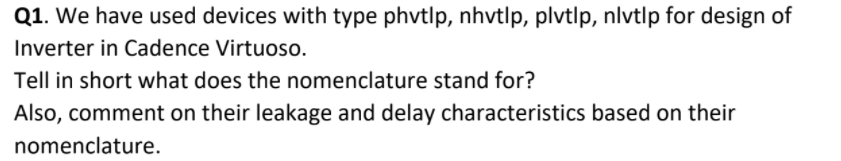 Q1. We have used devices with type phvtlp, nhvtlp, plvtlp, nlvtlp for design of
Inverter in Cadence Virtuoso.
Tell in short what does the nomenclature stand for?
Also, comment on their leakage and delay characteristics based on their
nomenclature.